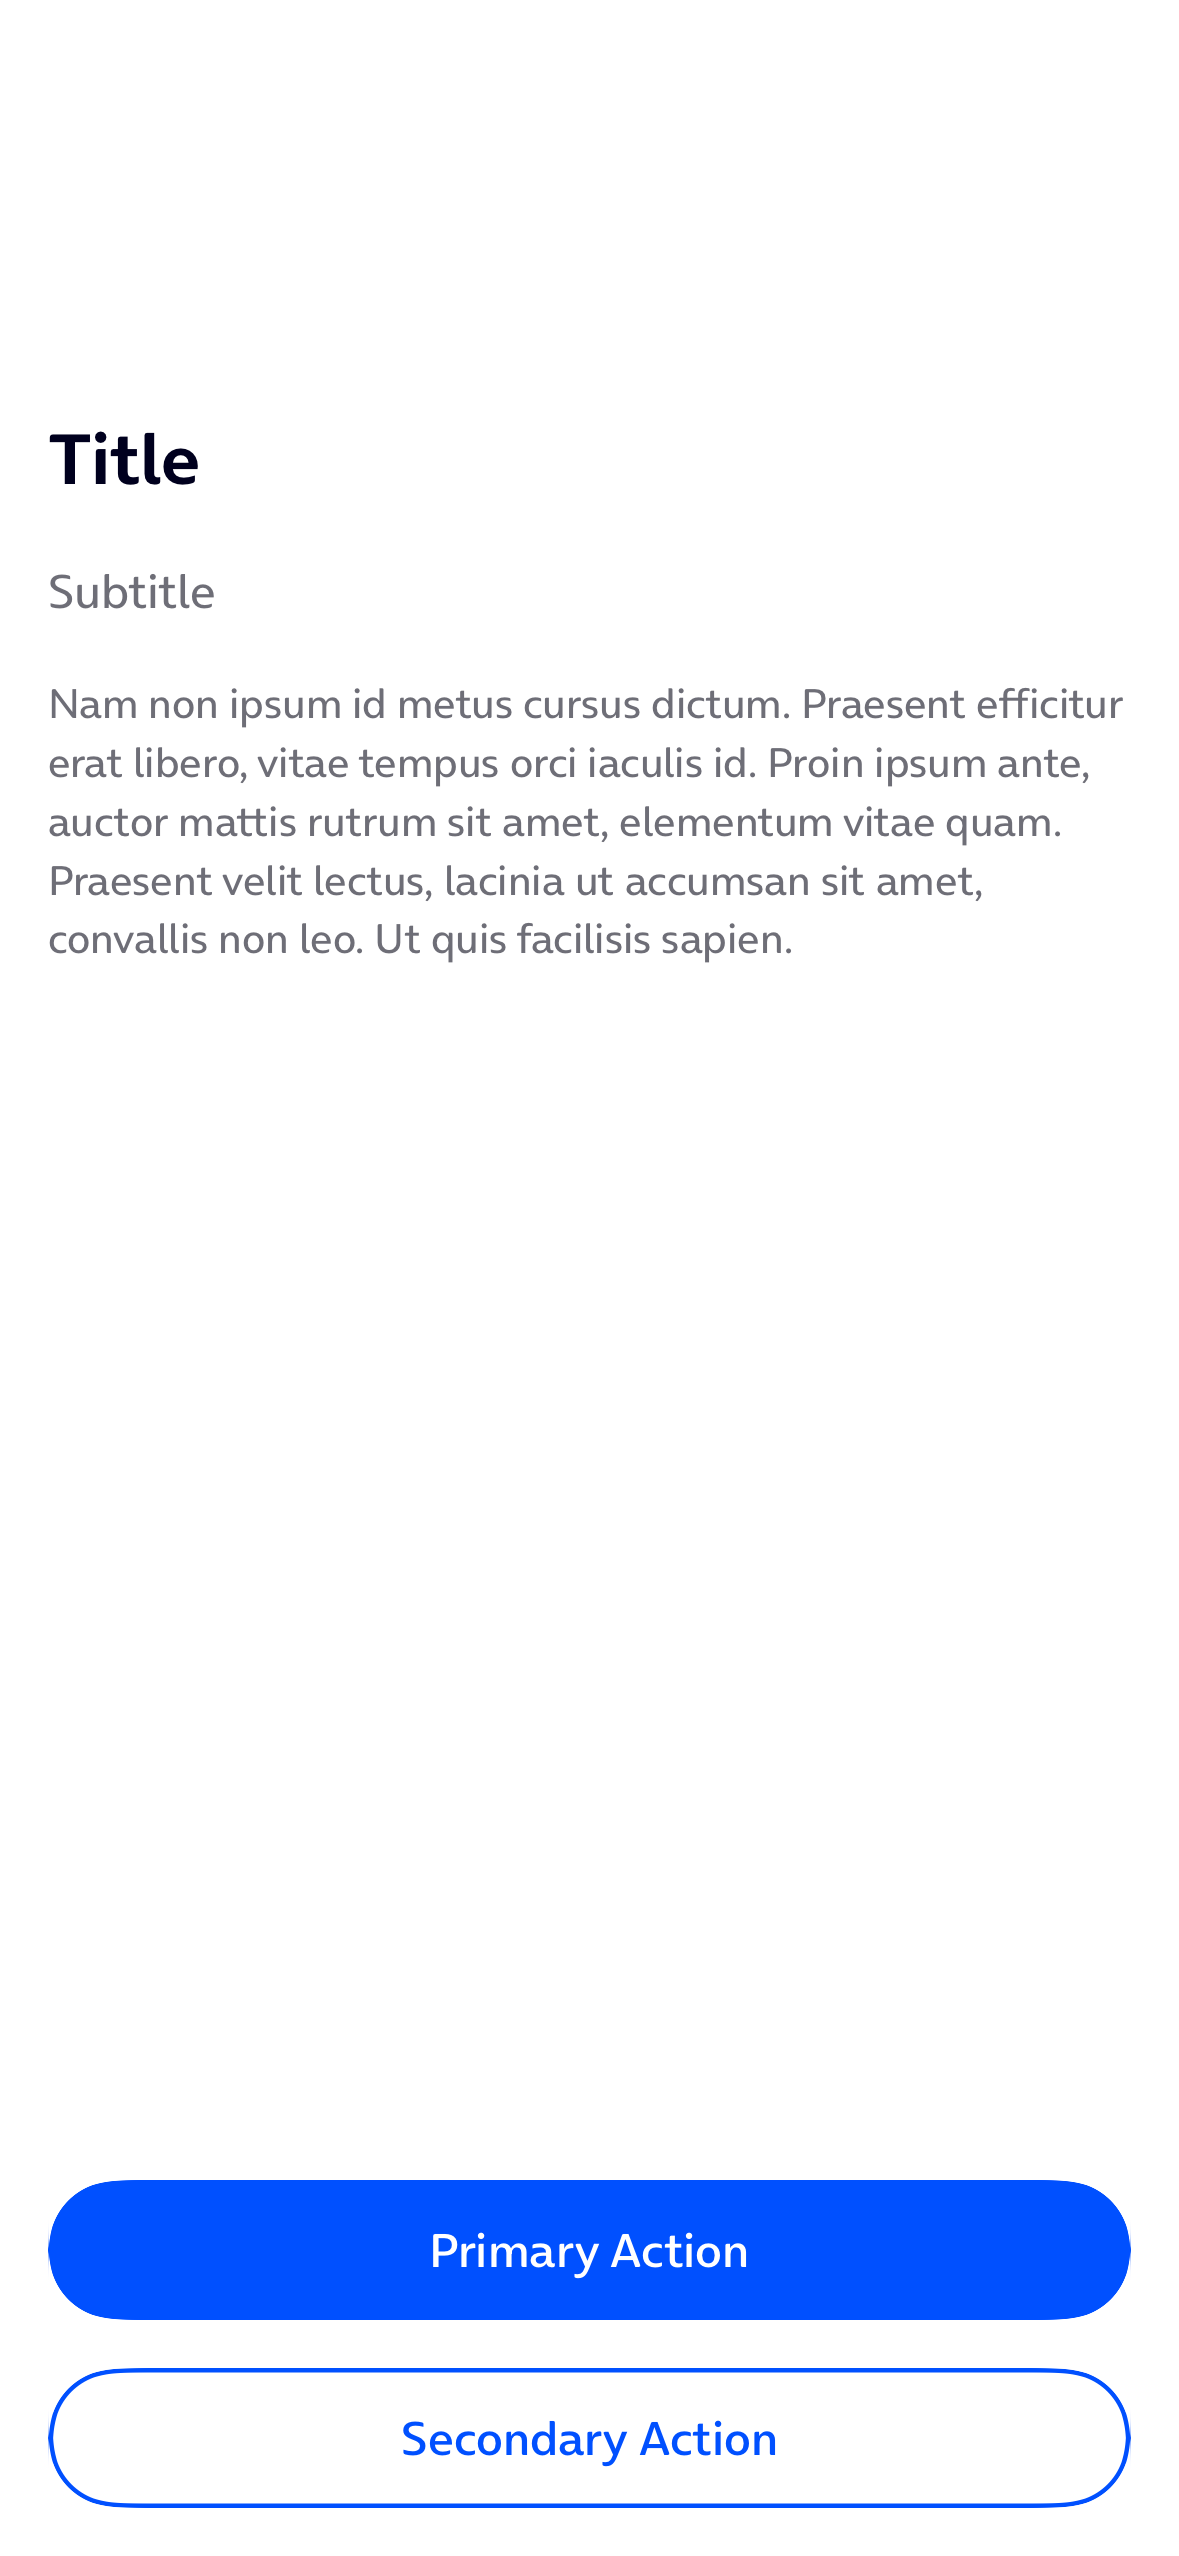 Title
Subtitle
Nam non ipsum id metus cursus dictum. Praesent efficitur
erat libero, vitae tempus orci iaculis id. Proin ipsum ante,
auctor mattis rutrum sit amet, elementum vitae quam.
Praesent velit lectus, lacinia ut accumsan sit amet,
convallis non leo. Ut quis facilisis sapien.
Primary Action
Secondary Action